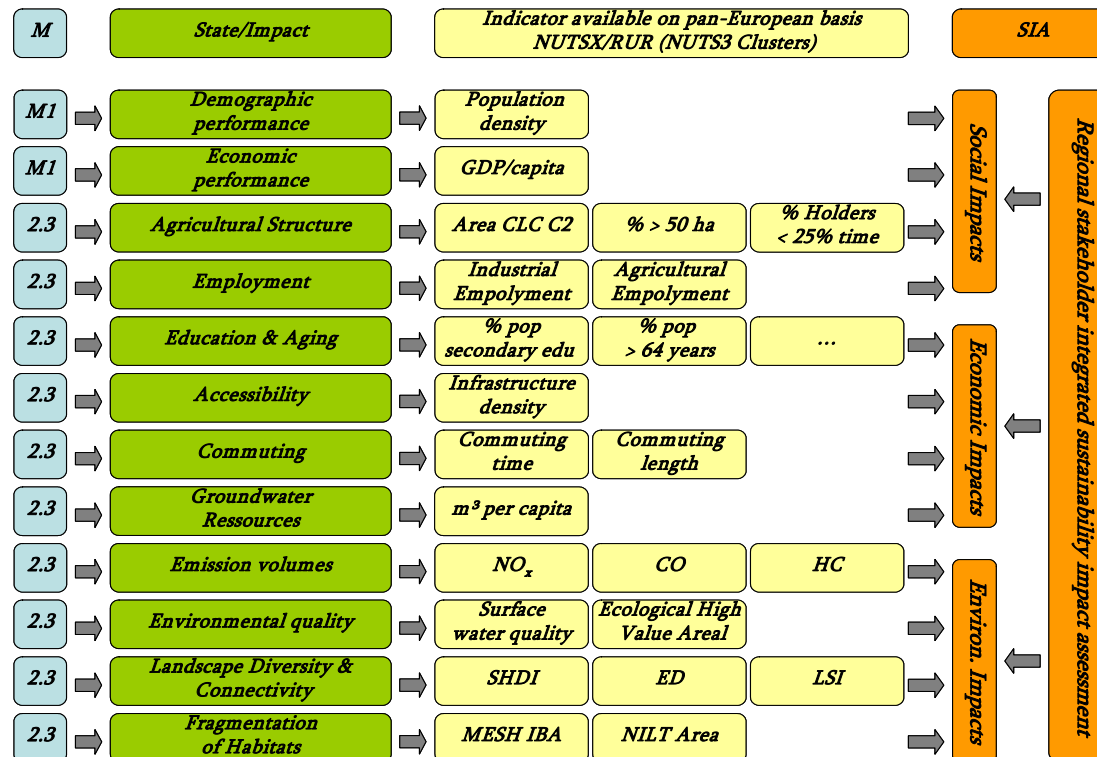 M
State/Impact
Indicator available on pan-European basis
NUTSX/RUR (NUTS3 Clusters)
SIA
M1
Demographic
performance
Population
density
M1
Economic
performance
GDP/capita
2.3
Agricultural Structure
Area CLC C2
% > 50 ha
% Holders
< 25% time
2.3
Employment
Industrial
Empolyment
Agricultural
Empolyment
2.3
Education & Aging
% pop
secondary edu
% pop
> 64 years
...
2.3
Accessibility
Infrastructure
density
2.3
Commuting
Commuting
time
Commuting
length
2.3
Groundwater
Ressources
m³ per capita
2.3
Emission volumes
NOx
CO
HC
2.3
Environmental quality
Surface
water quality
Ecological High
Value Areal
2.3
Landscape Diversity &
Connectivity
SHDI
ED
LSI
2.3
Fragmentation
of Habitats
MESH IBA
NILT Area
Social Impacts
Economic Impacts
Environ. Impacts
Regional stakeholder integrated sustainability impact assessment